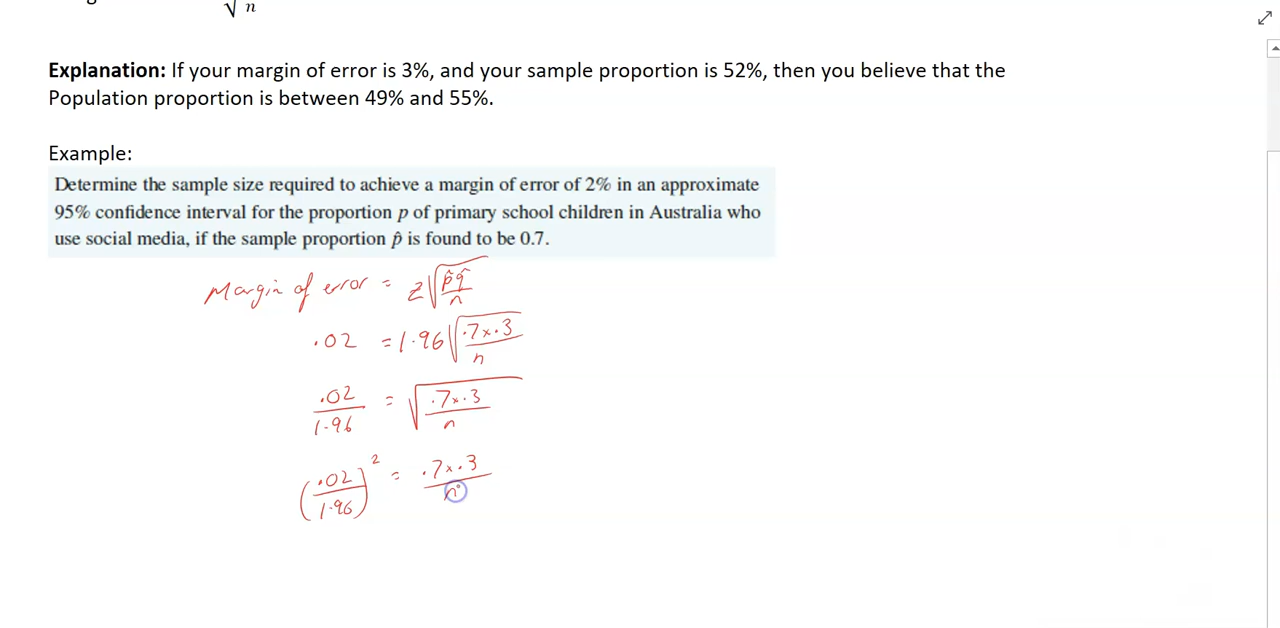 √n
Explanation: If your margin of error is 3%, and your sample proportion is 52%, then you believe that the
Population proportion is between 49% and 55%.
Example:
Determine the sample size required to achieve a margin of error of 2% in an approximate
95% confidence interval for the proportion p of primary school children in Australia who
use social media, if the sample proportion p̂ is found to be 0.7.
Margin of error = z√(p̂q̂/n)
.02 = 1.96√(.7×.3/n)
.02/1.96 = √(.7×.3/n)
(.02/1.96)² = .7×.3/n